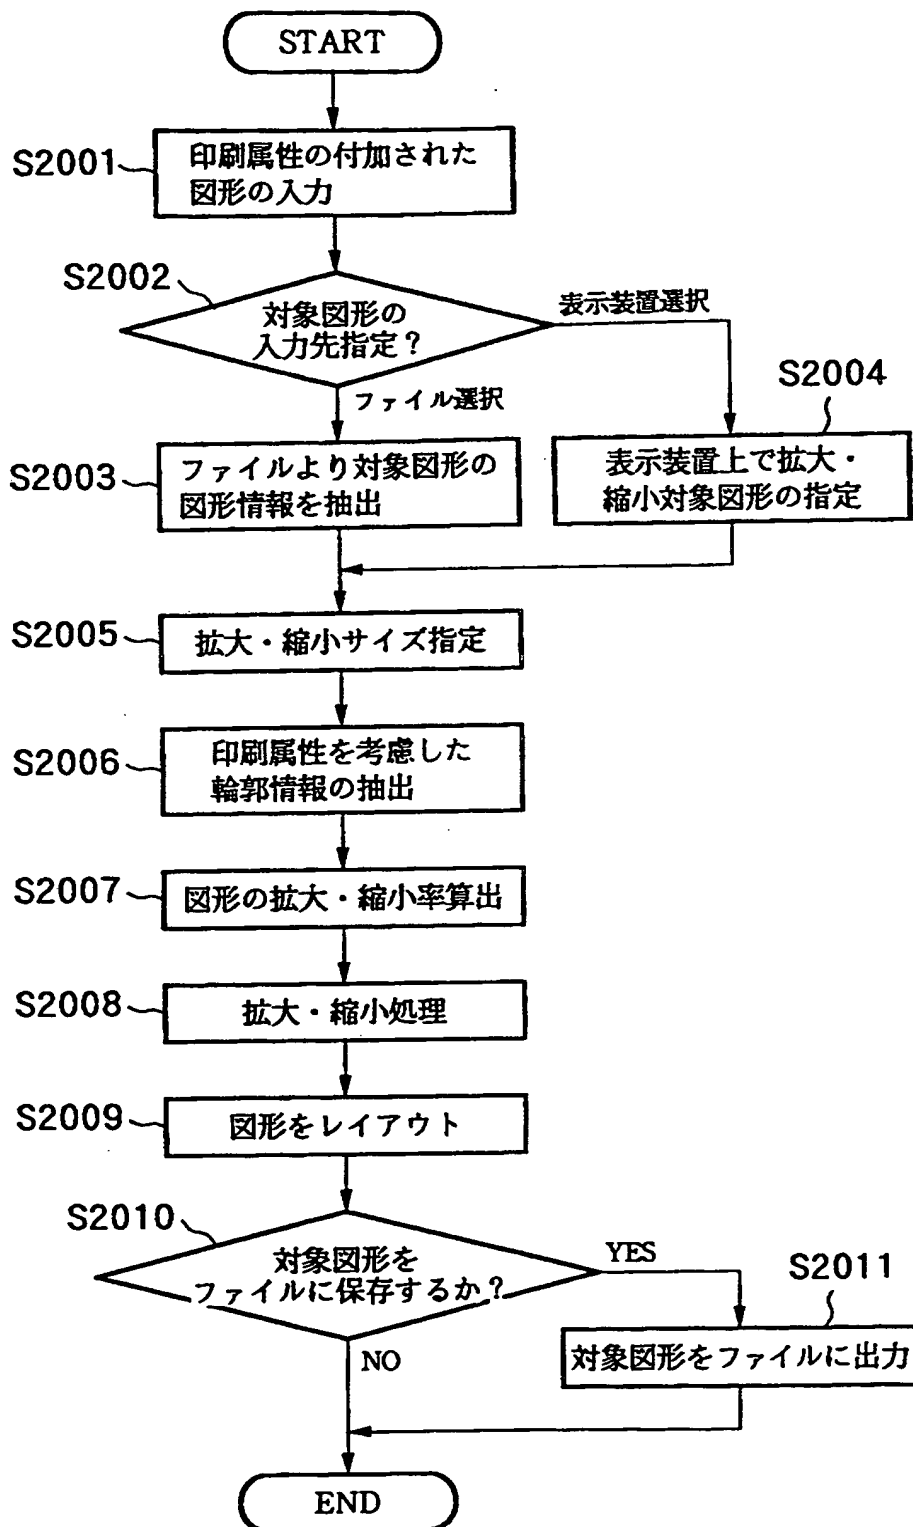 START
S2001
印刷属性の付加された
図形の入力
S2002
対象図形の
入力先指定？
表示装置選択
ファイル選択
S2003
ファイルより対象図形の
図形情報を抽出
S2004
表示装置上で拡大・
縮小対象図形の指定
S2005
拡大・縮小サイズ指定
S2006
印刷属性を考慮した
輪郭情報の抽出
S2007
図形の拡大・縮小率算出
S2008
拡大・縮小処理
S2009
図形をレイアウト
S2010
対象図形を
ファイルに保存するか？
YES
S2011
対象図形をファイルに出力
NO
END